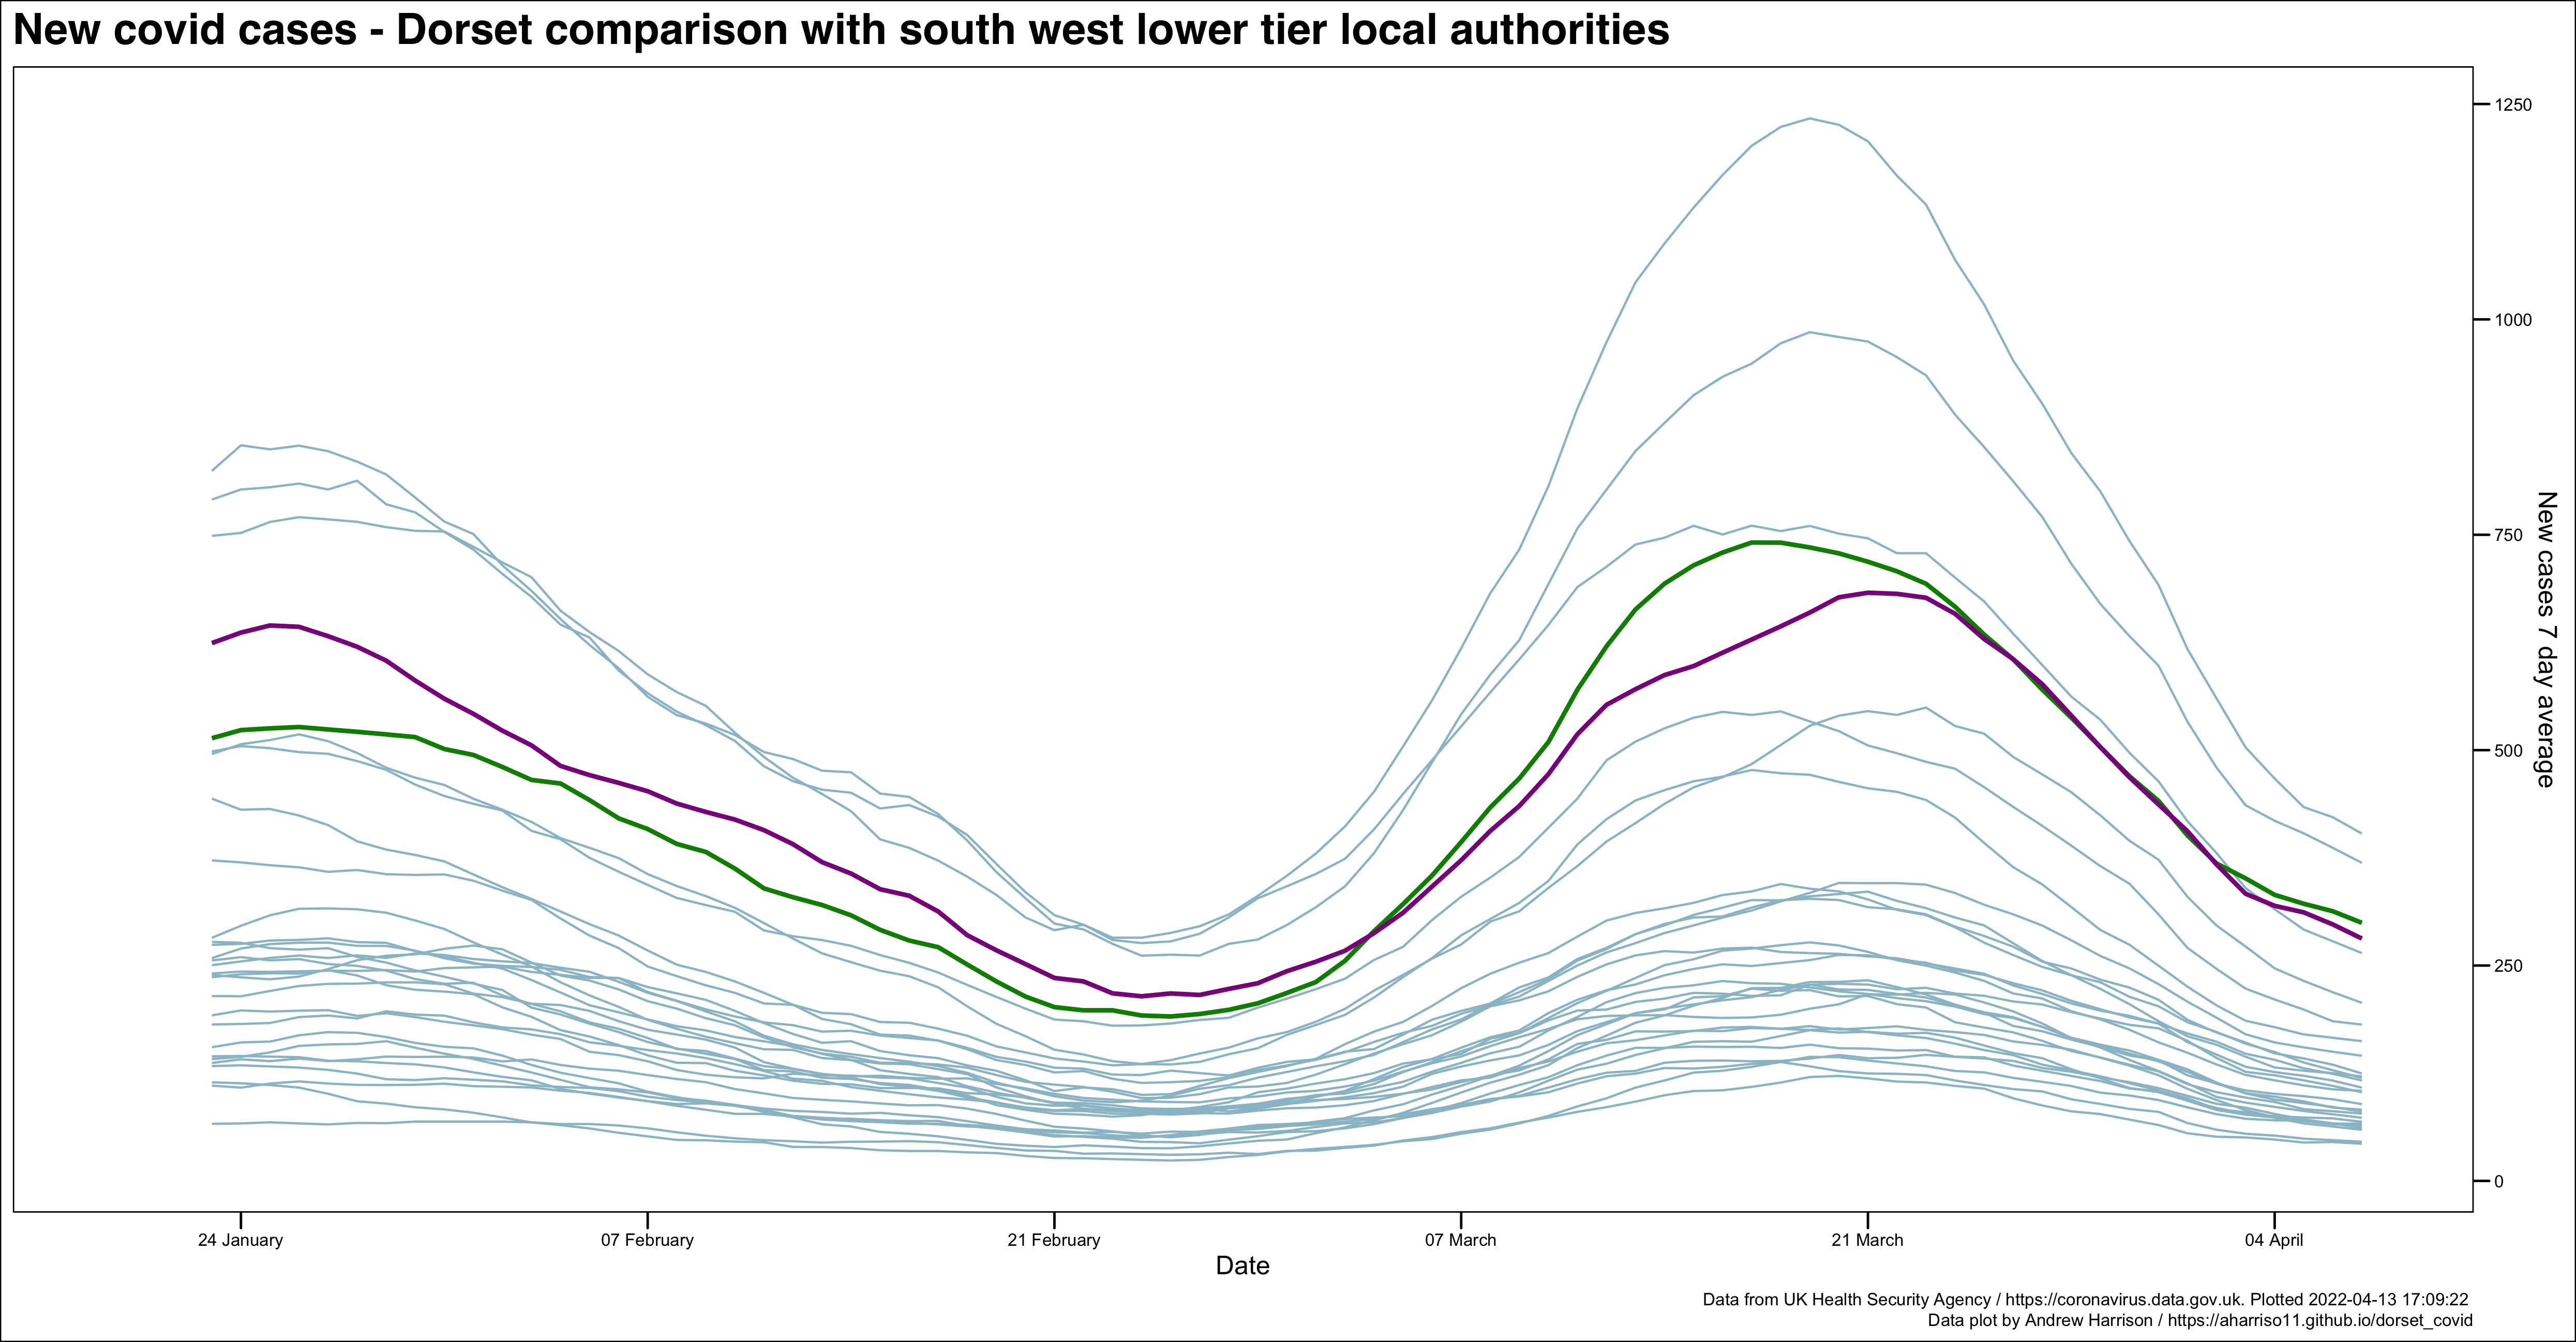 New covid cases - Dorset comparison with south west lower tier local authorities
1250
1000
750
500
250
0
New cases 7 day average
24 January
07 February
21 February
07 March
21 March
04 April
Date
Data from UK Health Security Agency / https://coronavirus.data.gov.uk. Plotted 2022-04-13 17:09:22
Data plot by Andrew Harrison / https://aharriso11.github.io/dorset_covid